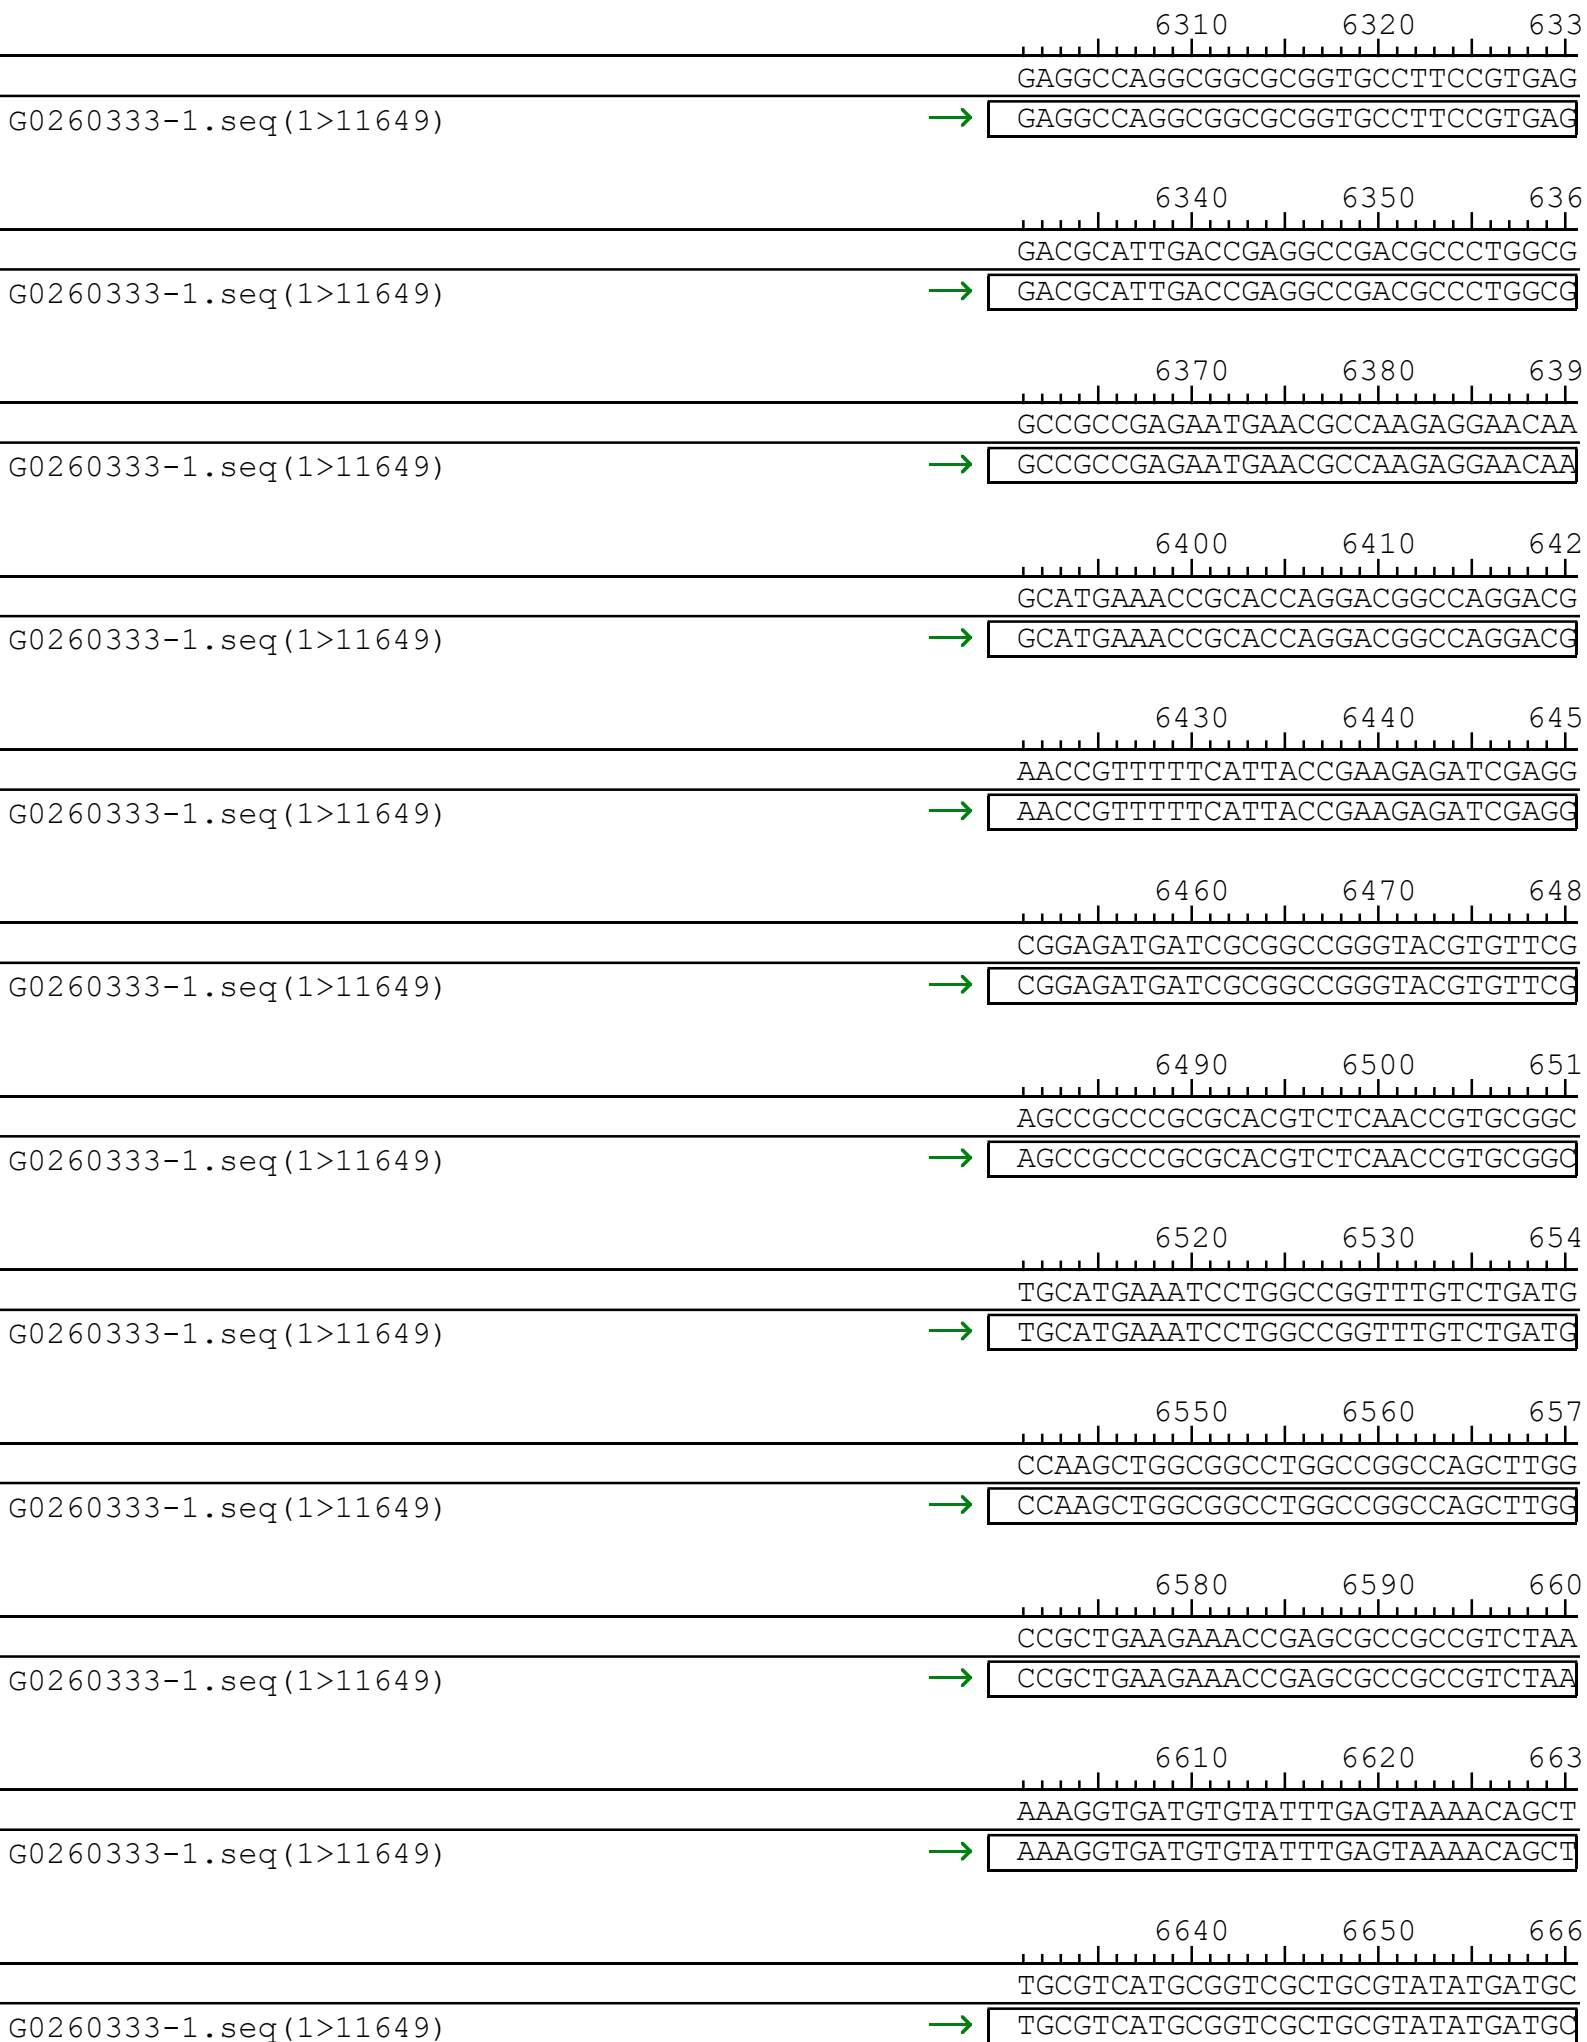 6310 6320 633
GAGGCCAGGCGGCGCGGTGCCTTCCGTGAG
G0260333-1.seq(1>11649) → GAGGCCAGGCGGCGCGGTGCCTTCCGTGAG
6340 6350 636
GACGCATTGACCGAGGCCGACGCCCTGGCG
G0260333-1.seq(1>11649) → GACGCATTGACCGAGGCCGACGCCCTGGCG
6370 6380 639
GCCGCCGAGAATGAACGCCAAGAGGAACAA
G0260333-1.seq(1>11649) → GCCGCCGAGAATGAACGCCAAGAGGAACAA
6400 6410 642
GCATGAAACCGCACCAGGACGGCCAGGACG
G0260333-1.seq(1>11649) → GCATGAAACCGCACCAGGACGGCCAGGACG
6430 6440 645
AACCGTTTTTCATTACCGAAGAGATCGAGG
G0260333-1.seq(1>11649) → AACCGTTTTTCATTACCGAAGAGATCGAGG
6460 6470 648
CGGAGATGATCGCGGCCGGGTACGTGTTCG
G0260333-1.seq(1>11649) → CGGAGATGATCGCGGCCGGGTACGTGTTCG
6490 6500 651
AGCCGCCCGCGCACGTCTCAACCGTGCGGC
G0260333-1.seq(1>11649) → AGCCGCCCGCGCACGTCTCAACCGTGCGGC
6520 6530 654
TGCATGAAATCCTGGCCGGTTTGTCTGATG
G0260333-1.seq(1>11649) → TGCATGAAATCCTGGCCGGTTTGTCTGATG
6550 6560 657
CCAAGCTGGCGGCCTGGCCGGCCAGCTTGG
G0260333-1.seq(1>11649) → CCAAGCTGGCGGCCTGGCCGGCCAGCTTGG
6580 6590 660
CCGCTGAAGAAACCGAGCGCCGCCGTCTAA
G0260333-1.seq(1>11649) → CCGCTGAAGAAACCGAGCGCCGCCGTCTAA
6610 6620 663
AAAGGTGATGTGTATTTGAGTAAAACAGCT
G0260333-1.seq(1>11649) → AAAGGTGATGTGTATTTGAGTAAAACAGCT
6640 6650 666
TGCGTCATGCGGTCGCTGCGTATATGATGC
G0260333-1.seq(1>11649) → TGCGTCATGCGGTCGCTGCGTATATGATGC